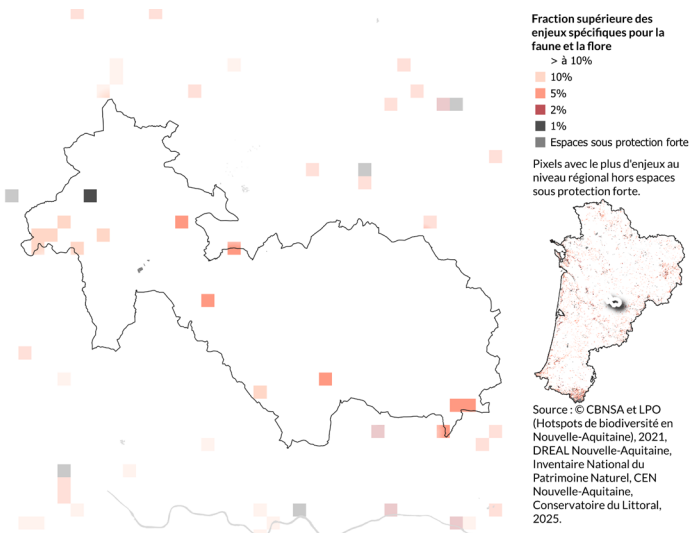 Fraction supérieure des
enjeux spécifiques pour la
faune et la flore
> à 10%
10%
5%
2%
1%
Espaces sous protection forte
Pixels avec le plus d'enjeux au
niveau régional hors espaces
sous protection forte.
Source : © CBNSA et LPO
(Hotspots de biodiversité en
Nouvelle-Aquitaine), 2021,
DREAL Nouvelle-Aquitaine,
Inventaire National du
Patrimoine Naturel, CEN
Nouvelle-Aquitaine,
Conservatoire du Littoral,
2025.